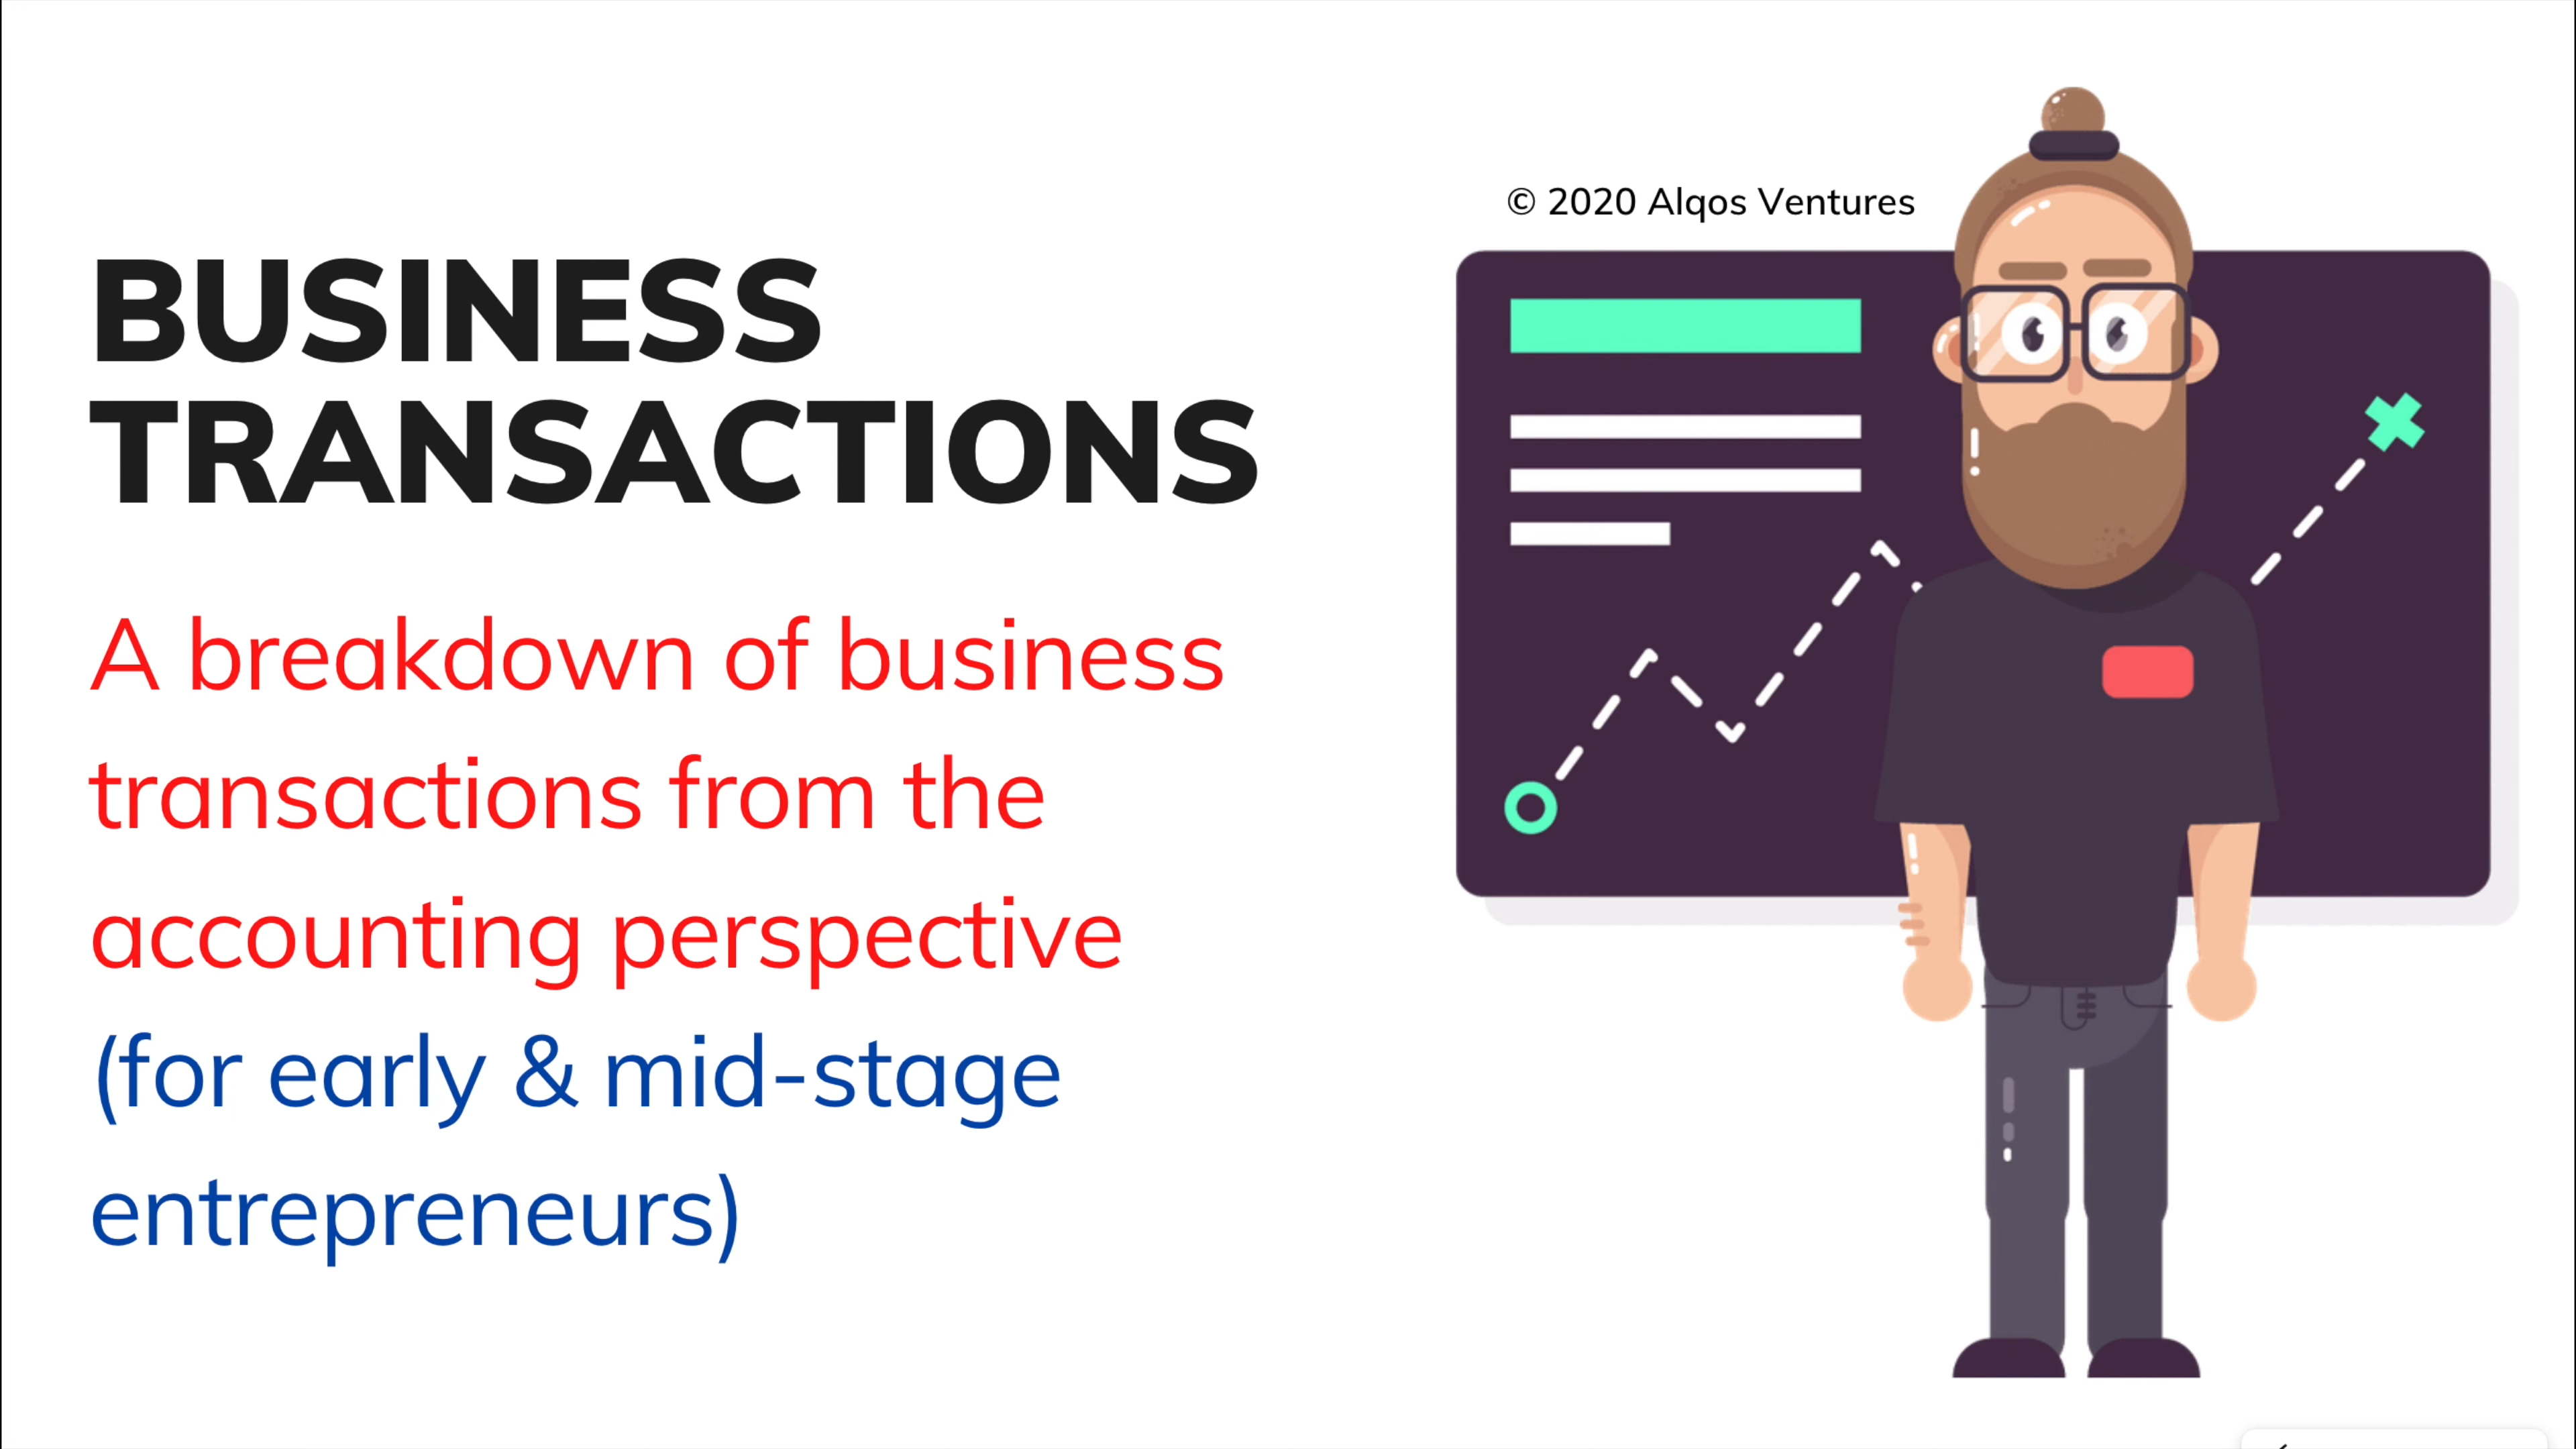 BUSINESS
TRANSACTIONS
A breakdown of business
transactions from the
accounting perspective
(for early & mid-stage
entrepreneurs)
© 2020 Alqos Ventures